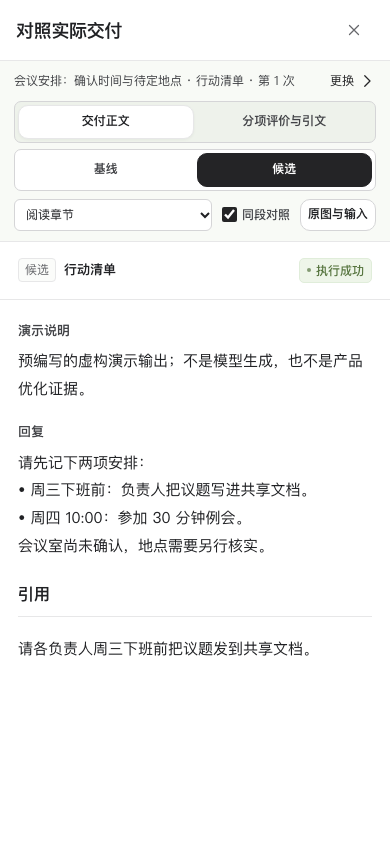 对照实际交付
会议安排：确认时间与待定地点 · 行动清单 · 第 1 次
更换
交付正文
分项评价与引文
基线
候选
阅读章节
同段对照
原图与输入
候选
行动清单
执行成功
演示说明
预编写的虚构演示输出；不是模型生成，也不是产品
优化证据。
回复
请先记下两项安排：
• 周三下班前：负责人把议题写进共享文档。
• 周四 10:00：参加 30 分钟例会。
会议室尚未确认，地点需要另行核实。
引用
请各负责人周三下班前把议题发到共享文档。